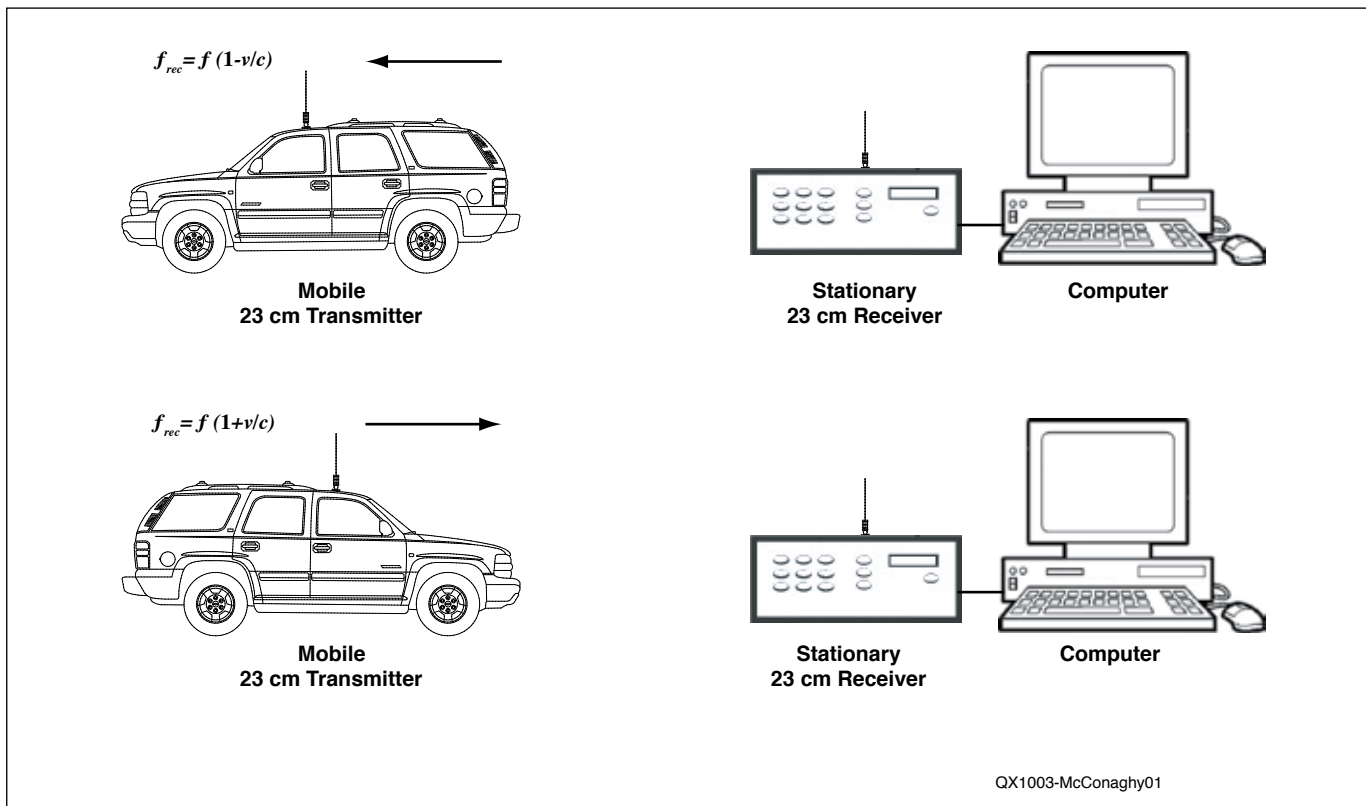 f_rec = f (1-v/c)
Mobile
23 cm Transmitter
Stationary
23 cm Receiver
Computer
f_rec = f (1+v/c)
Mobile
23 cm Transmitter
Stationary
23 cm Receiver
Computer
QX1003-McConaghy01